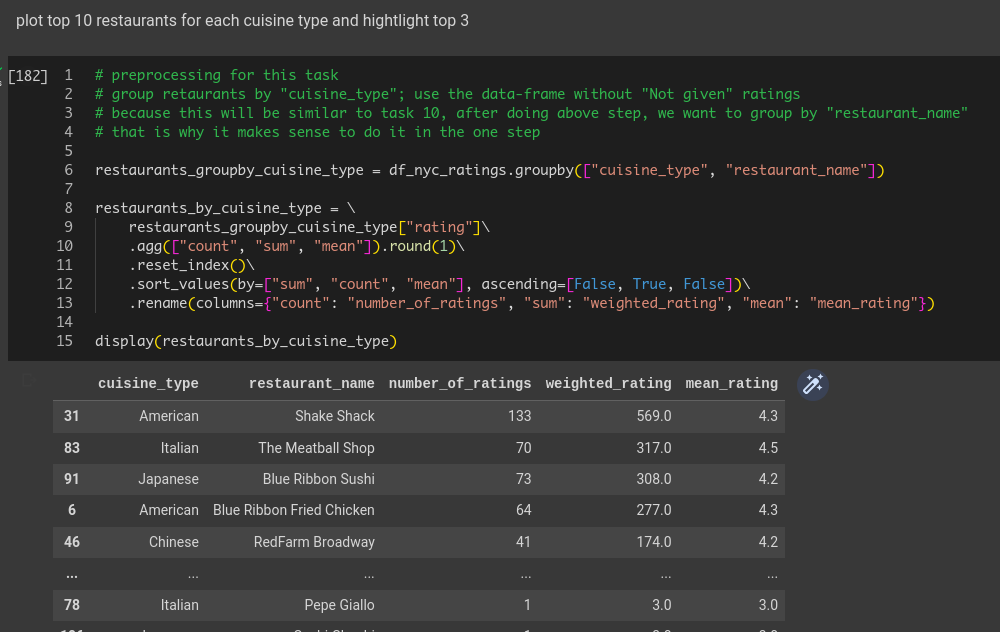 plot top 10 restaurants for each cuisine type and hightlight top 3
[182] 1 # preprocessing for this task
2 # group retaurants by "cuisine_type"; use the data-frame without "Not given" ratings
3 # because this will be similar to task 10, after doing above step, we want to group by "restaurant_name"
4 # that is why it makes sense to do it in the one step
5
6 restaurants_groupby_cuisine_type = df_nyc_ratings.groupby(["cuisine_type", "restaurant_name"])
7
8 restaurants_by_cuisine_type = \
9 restaurants_groupby_cuisine_type["rating"]\
10 .agg(["count", "sum", "mean"]).round(1)\
11 .reset_index()\
12 .sort_values(by=["sum", "count", "mean"], ascending=[False, True, False])\
13 .rename(columns={"count": "number_of_ratings", "sum": "weighted_rating", "mean": "mean_rating"})
14
15 display(restaurants_by_cuisine_type)
cuisine_type restaurant_name number_of_ratings weighted_rating mean_rating
31 American Shake Shack 133 569.0 4.3
83 Italian The Meatball Shop 70 317.0 4.5
91 Japanese Blue Ribbon Sushi 73 308.0 4.2
6 American Blue Ribbon Fried Chicken 64 277.0 4.3
46 Chinese RedFarm Broadway 41 174.0 4.2
... ... ... ... ... ...
78 Italian Pepe Giallo 1 3.0 3.0